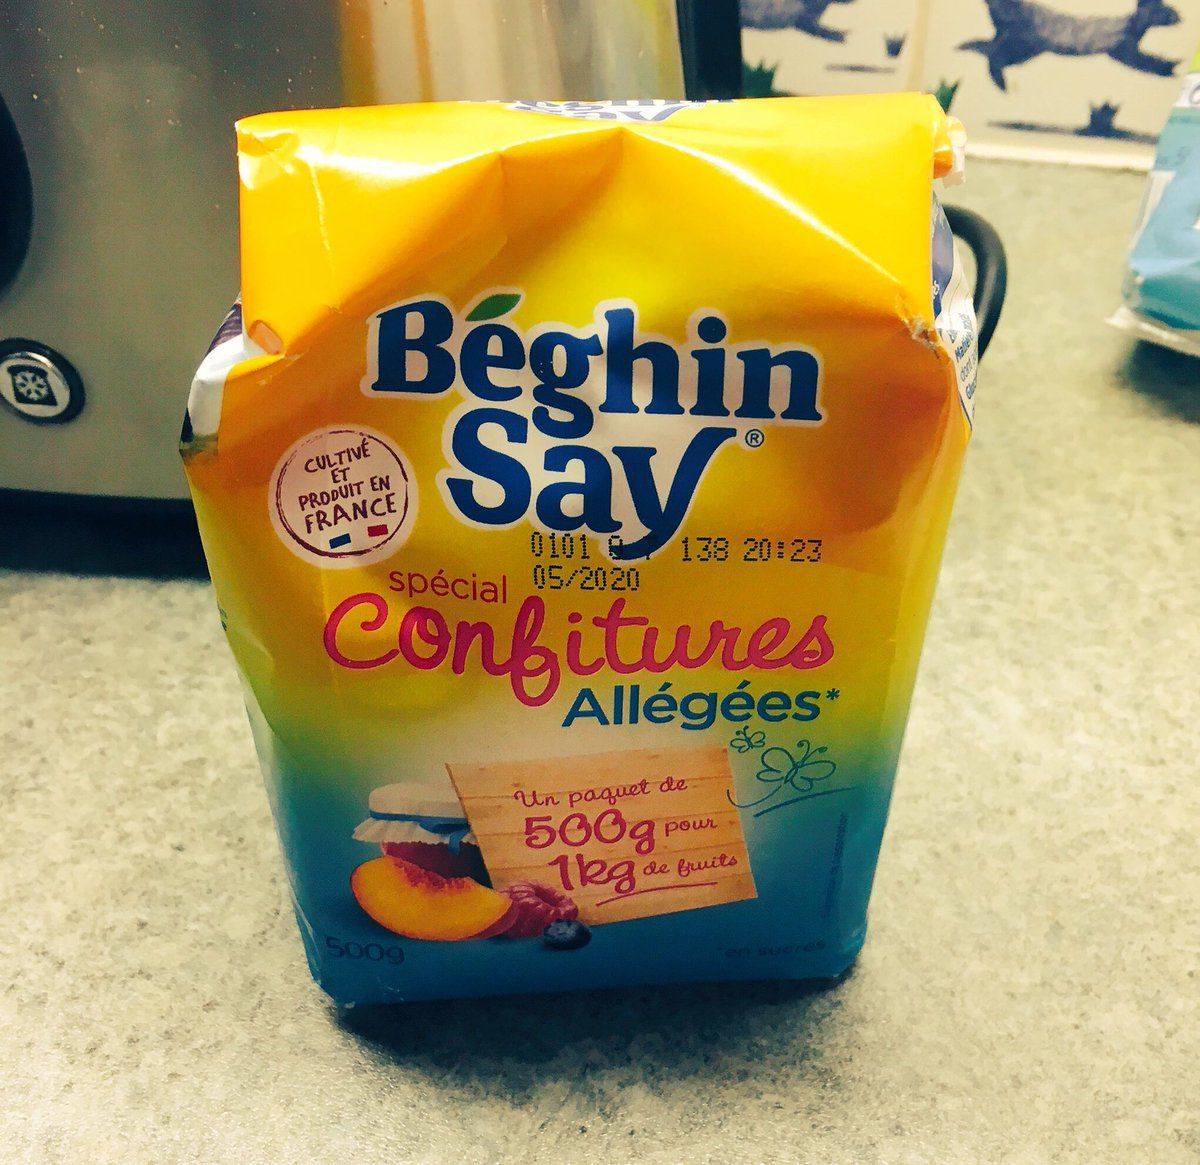 Béghin
Say®
CULTIVÉ
ET
PRODUIT EN
FRANCE
0101 138 20:23
05/2020
spécial
Confitures
Allégées*
Un paquet de
500g pour
1kg de fruits
500g
*en sucres